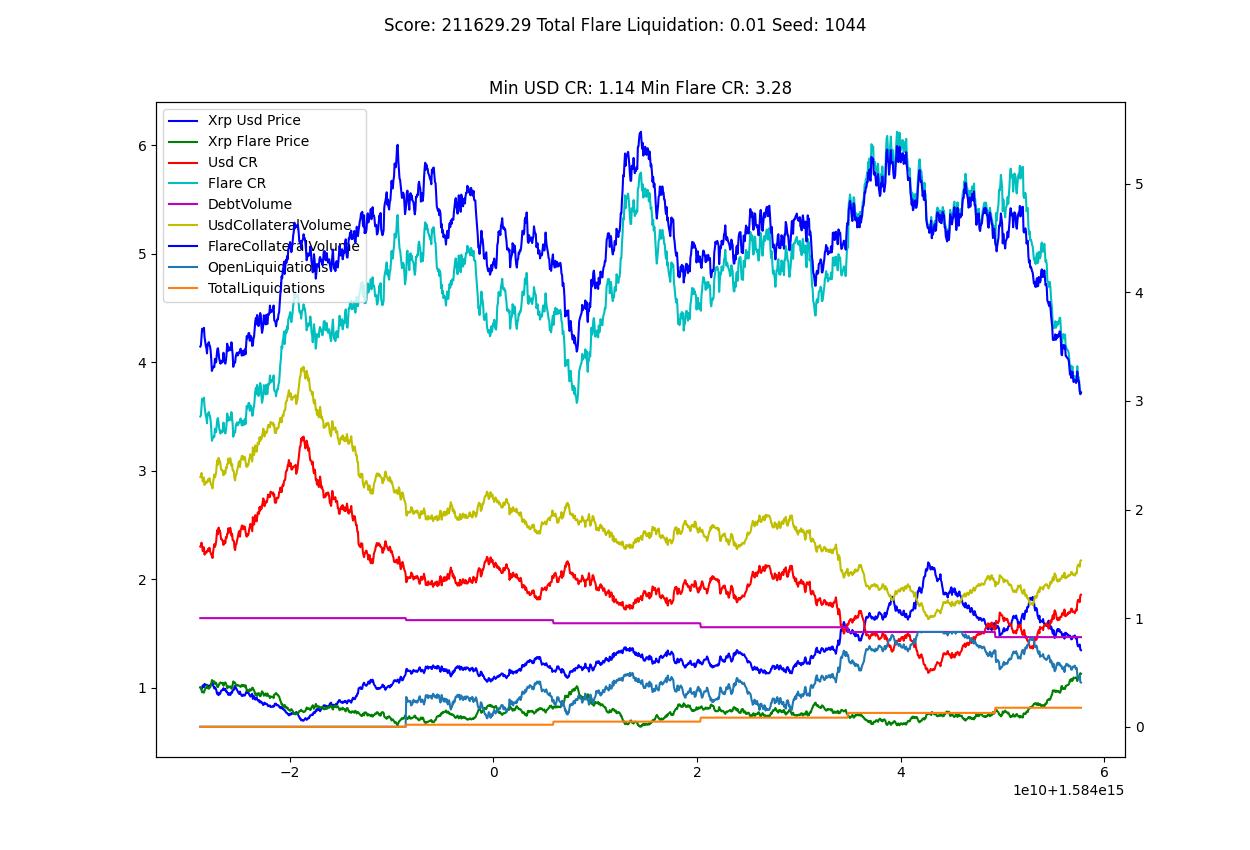 Score: 211629.29 Total Flare Liquidation: 0.01 Seed: 1044
Min USD CR: 1.14 Min Flare CR: 3.28
Xrp Usd Price
Xrp Flare Price
Usd CR
Flare CR
DebtVolume
UsdCollateralVolume
FlareCollateralVolume
OpenLiquidations
TotalLiquidations
6
5
4
3
2
1
5
4
3
2
1
0
−2
0
2
4
6
1e10+1.584e15